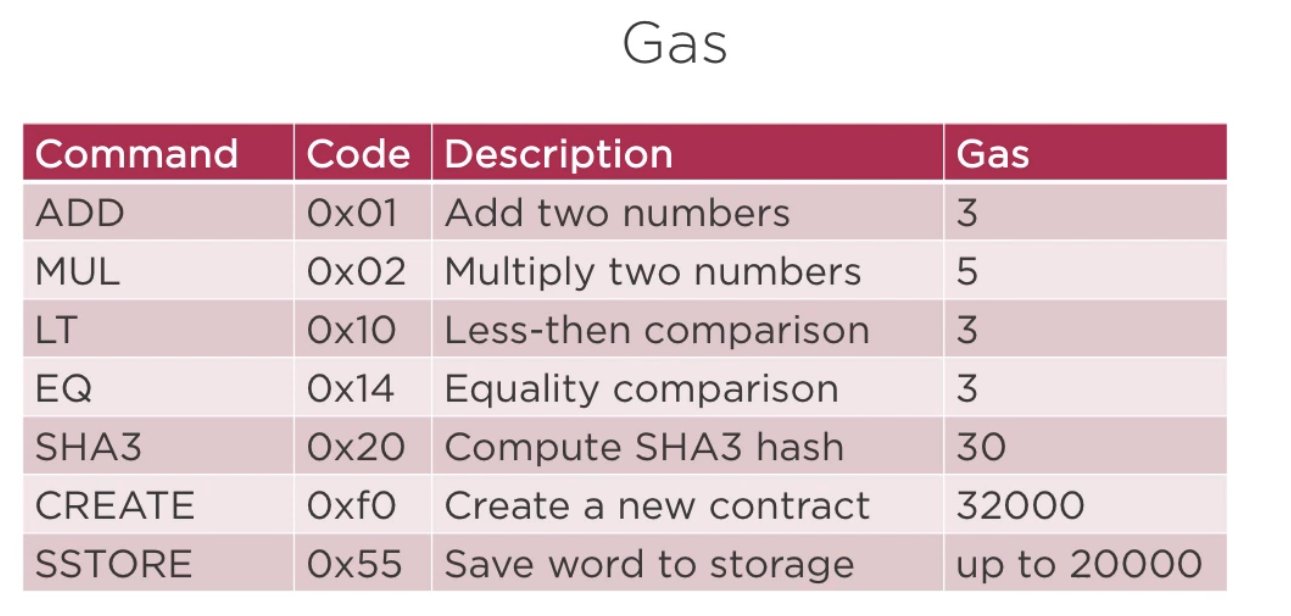 Gas
Command Code Description Gas
ADD 0x01 Add two numbers 3
MUL 0x02 Multiply two numbers 5
LT 0x10 Less-then comparison 3
EQ 0x14 Equality comparison 3
SHA3 0x20 Compute SHA3 hash 30
CREATE 0xf0 Create a new contract 32000
SSTORE 0x55 Save word to storage up to 20000